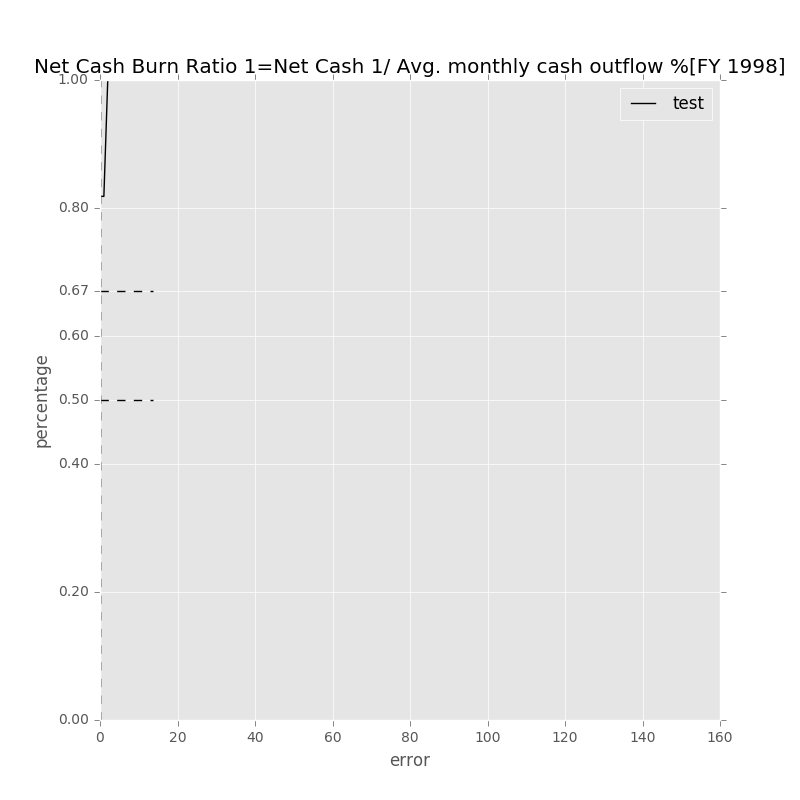 Net Cash Burn Ratio 1=Net Cash 1/ Avg. monthly cash outflow %[FY 1998]
test
1.00
0.80
0.67
0.60
0.50
0.40
0.20
0.00
percentage
0 20 40 60 80 100 120 140 160
error